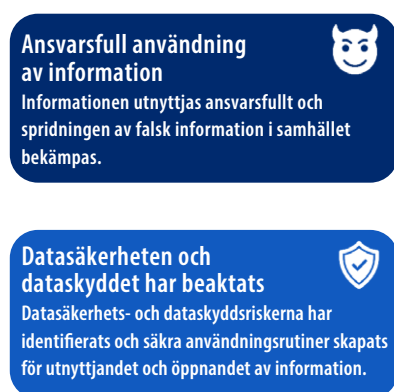 Ansvarsfull användning
av information
Informationen utnyttjas ansvarsfullt och
spridningen av falsk information i samhället
bekämpas.
Datasäkerheten och
dataskyddet har beaktats
Datasäkerhets- och dataskyddsriskerna har
identifierats och säkra användningsrutiner skapats
för utnyttjandet och öppnandet av information.